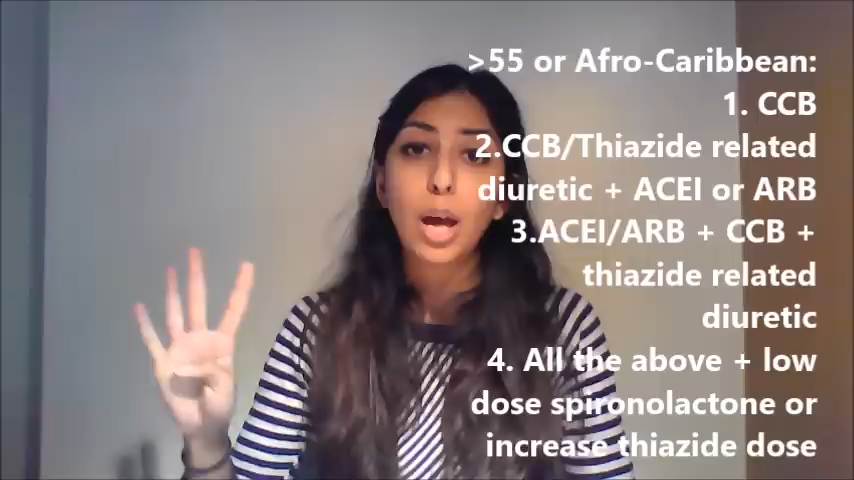 >55 or Afro-Caribbean:
1. CCB
2.CCB/Thiazide related
diuretic + ACEI or ARB
3.ACEI/ARB + CCB +
thiazide related
diuretic
4. All the above + low
dose spironolactone or
increase thiazide dose